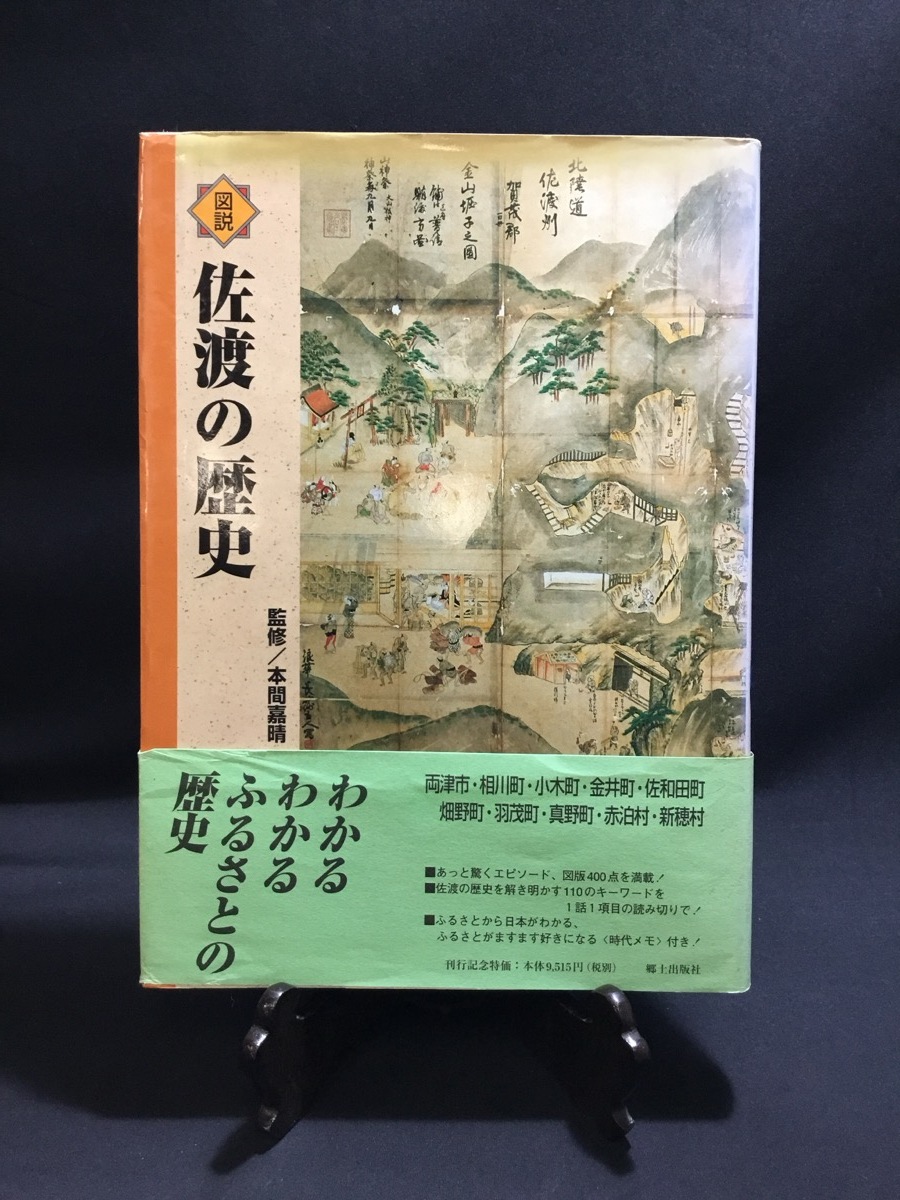 図説
佐渡の歴史
監修／本間嘉晴
北陸道
佐渡州
賀茂郡
金山堀子之圖
山神祭
わかる
わかる
ふるさとの
歴史
両津市・相川町・小木町・金井町・佐和田町
畑野町・羽茂町・真野町・赤泊村・新穂村
■あっと驚くエピソード、図版400点を満載！
■佐渡の歴史を解き明かす110のキーワードを
1話1項目の読み切りで！
■ふるさとから日本がわかる、
ふるさとがますます好きになる〈時代メモ〉付き！
刊行記念特価：本体9,515円（税別）
郷土出版社